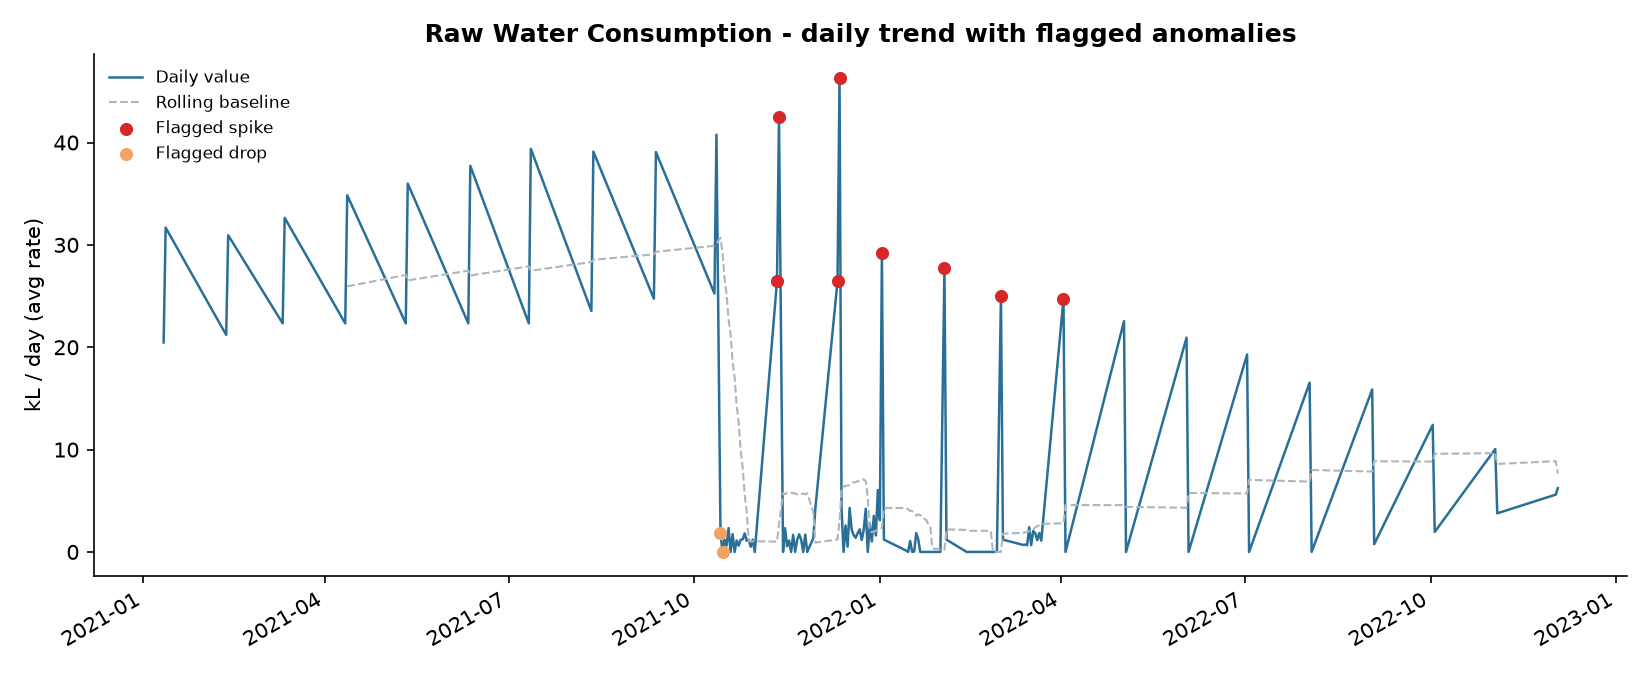 Raw Water Consumption - daily trend with flagged anomalies
Daily value
Rolling baseline
Flagged spike
Flagged drop
kL / day (avg rate)
40
30
20
10
0
2021-01
2021-04
2021-07
2021-10
2022-01
2022-04
2022-07
2022-10
2023-01